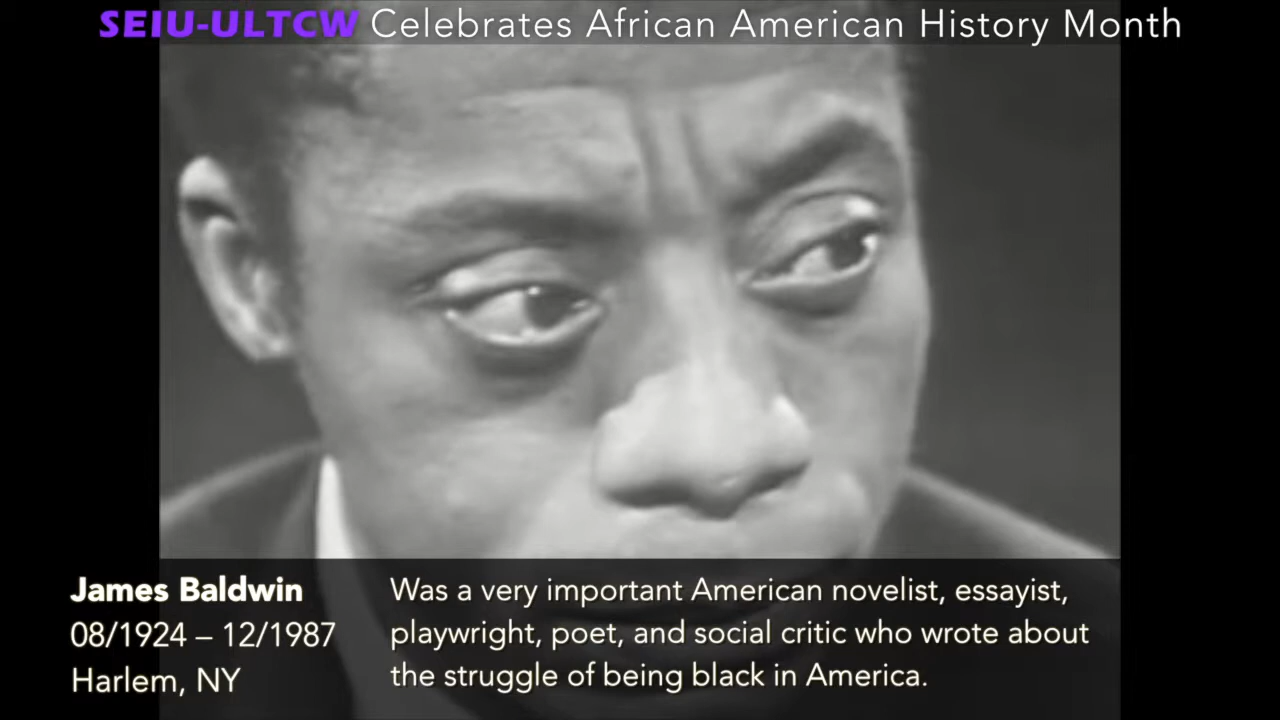 SEIU-ULTCW Celebrates African American History Month
James Baldwin
08/1924 – 12/1987
Harlem, NY
Was a very important American novelist, essayist,
playwright, poet, and social critic who wrote about
the struggle of being black in America.